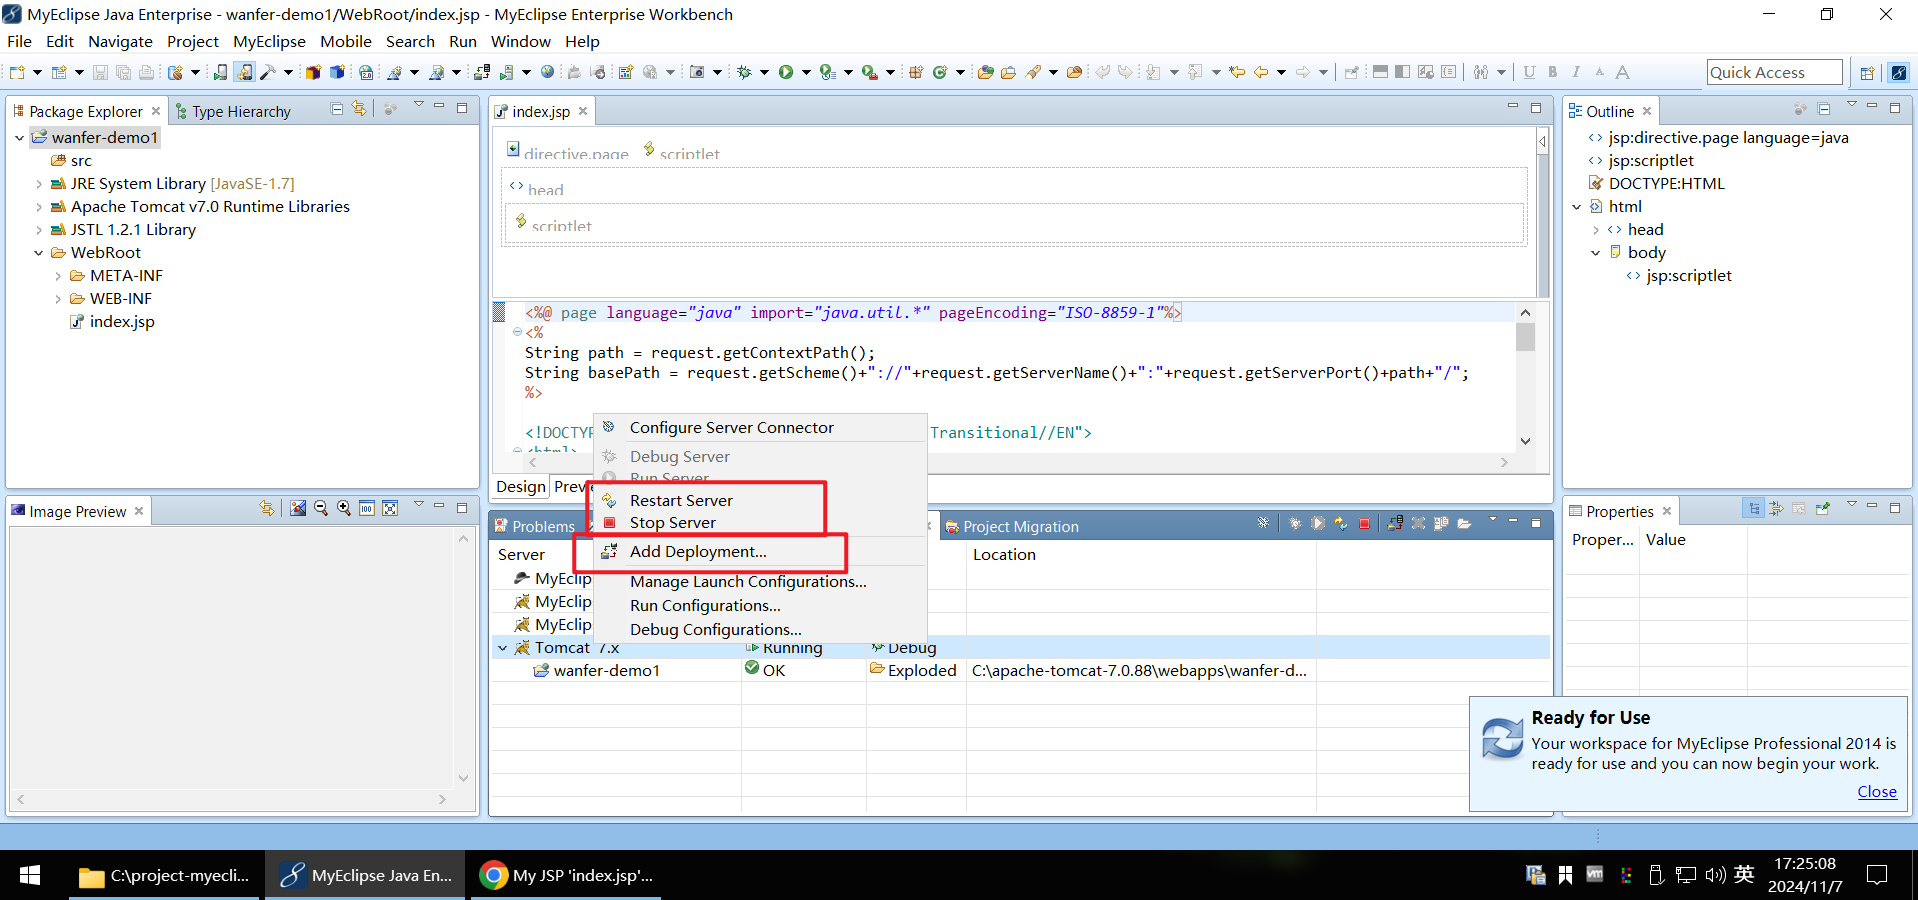 MyEclipse Java Enterprise - wanfer-demo1/WebRoot/index.jsp - MyEclipse Enterprise Workbench
File Edit Navigate Project MyEclipse Mobile Search Run Window Help
Quick Access
Package Explorer
Type Hierarchy
wanfer-demo1
src
JRE System Library [JavaSE-1.7]
Apache Tomcat v7.0 Runtime Libraries
JSTL 1.2.1 Library
WebRoot
META-INF
WEB-INF
index.jsp
index.jsp
directive.page scriptlet
head
scriptlet
<%@ page language="java" import="java.util.*" pageEncoding="ISO-8859-1"%>
<%
String path = request.getContextPath();
String basePath = request.getScheme()+"://"+request.getServerName()+":"+request.getServerPort()+path+"/";
%>
<!DOCTYP
Transitional//EN">
<html>
Design Previe
Configure Server Connector
Debug Server
Run Server
Restart Server
Stop Server
Add Deployment...
Manage Launch Configurations...
Run Configurations...
Debug Configurations...
Outline
jsp:directive.page language=java
jsp:scriptlet
DOCTYPE:HTML
html
head
body
jsp:scriptlet
Image Preview
Problems
Project Migration
Server
Location
MyEclip
MyEclip
MyEclip
Tomcat 7.x Running Debug
wanfer-demo1 OK Exploded C:\apache-tomcat-7.0.88\webapps\wanfer-d...
Properties
Proper... Value
Ready for Use
Your workspace for MyEclipse Professional 2014 is
ready for use and you can now begin your work.
Close
C:\project-myecli...
MyEclipse Java En...
My JSP 'index.jsp'...
英
17:25:08
2024/11/7